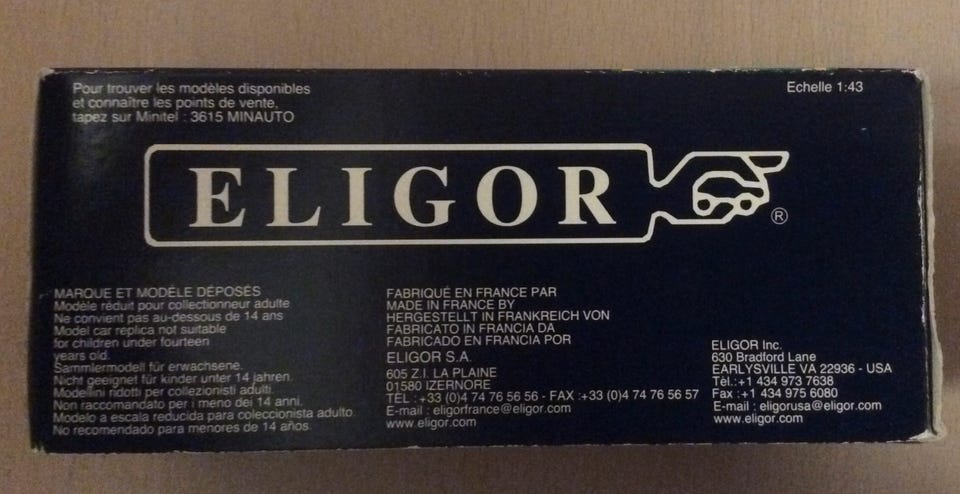 Pour trouver les modèles disponibles
et connaître les points de vente,
tapez sur Minitel : 3615 MINAUTO
Echelle 1:43
ELIGOR
®
MARQUE ET MODÈLE DÉPOSÉS
Modèle réduit pour collectionneur adulte
Ne convient pas au-dessous de 14 ans
Model car replica not suitable
for children under fourteen
years old.
Sammlermodell für erwachsene.
Nicht geeignet für kinder unter 14 jahren.
Modellini ridotti per collezionisti adulti.
Non raccomandato per i meno dei 14 anni.
Modelo a escala reducida para coleccionista adulto.
No recomendado para menores de 14 años.
FABRIQUÉ EN FRANCE PAR
MADE IN FRANCE BY
HERGESTELLT IN FRANKREICH VON
FABRICATO IN FRANCIA DA
FABRICADO EN FRANCIA POR
ELIGOR S.A.
605 Z.I. LA PLAINE
01580 IZERNORE
TÉL : +33 (0)4 74 76 56 56 - FAX :+33 (0)4 74 76 56 57
E-mail : eligorfrance@eligor.com
www.eligor.com
ELIGOR Inc.
630 Bradford Lane
EARLYSVILLE VA 22936 - USA
Tel.:+1 434 973 7638
Fax :+1 434 975 6080
E-mail : eligorusa@eligor.com
www.eligor.com